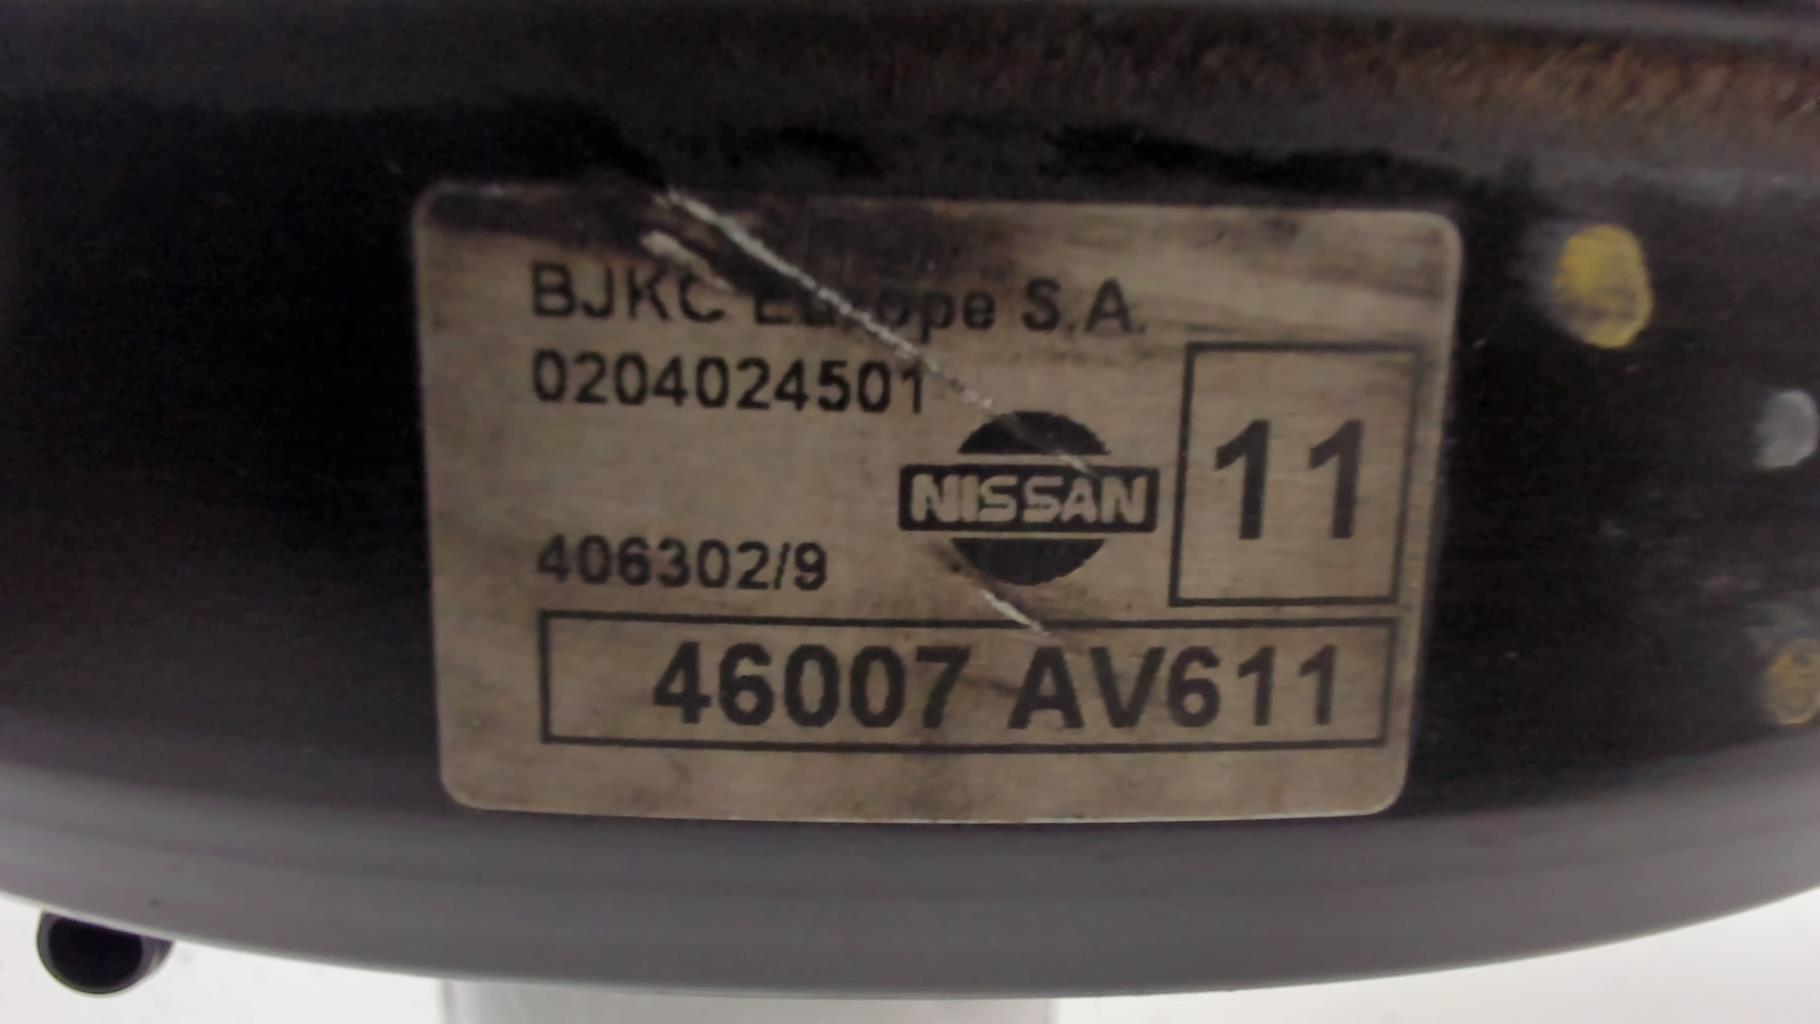 BJKC Europe S.A.
0204024501
NISSAN
11
406302/9
46007 AV611